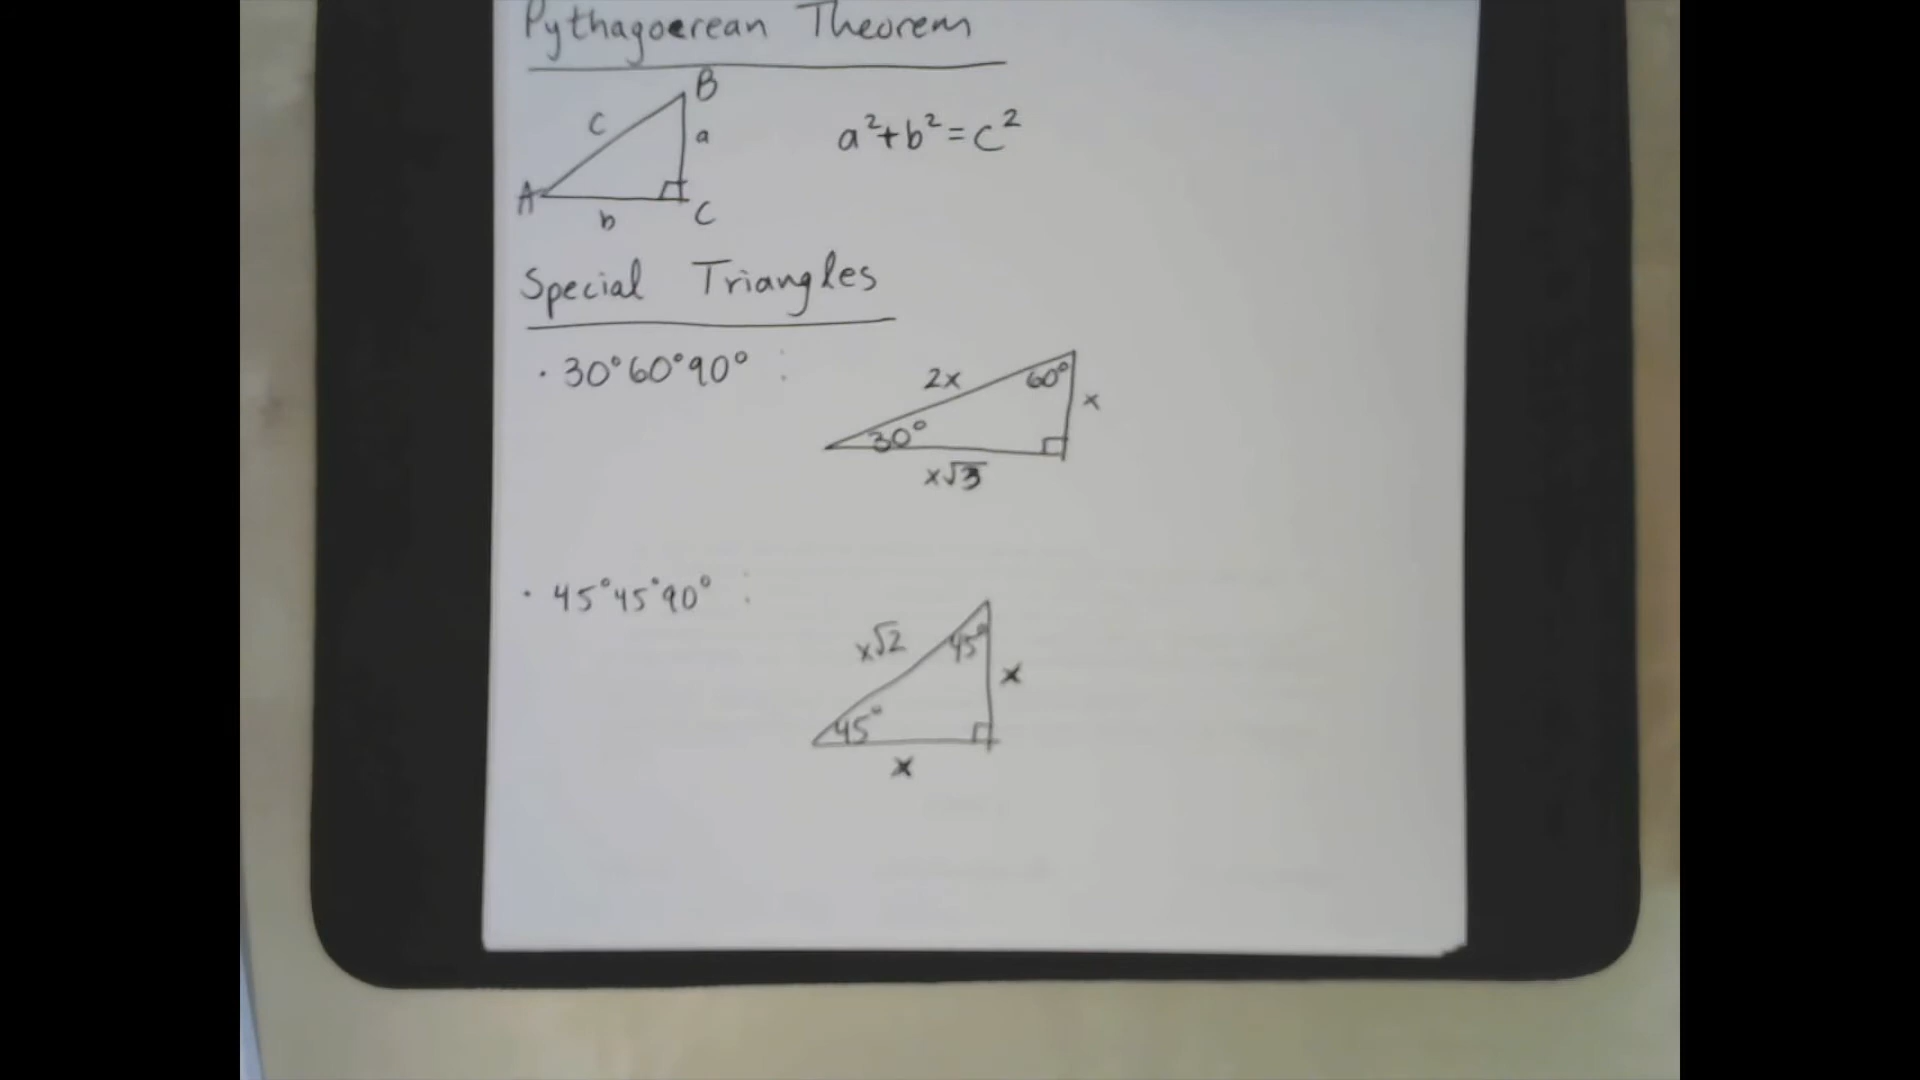 Pythagoerean Theorem
B
c
a
a²+b²=c²
A
b
C
Special Triangles
· 30°60°90° :
2x
60°
x
30°
x√3
· 45°45°90° :
x√2
45°
x
45°
x